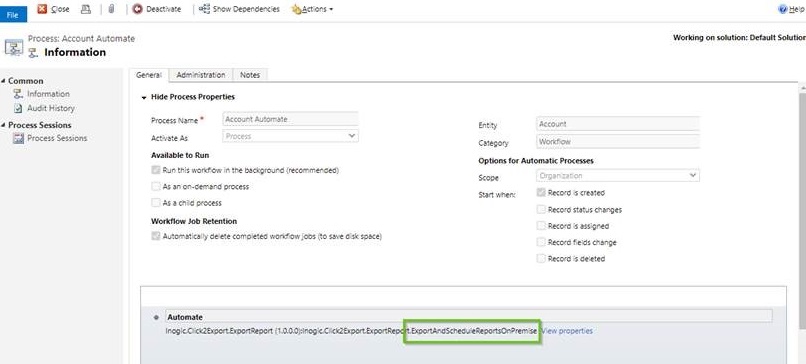 File
Close
Deactivate
Show Dependencies
Actions
Help
Process: Account Automate
Information
Working on solution: Default Solution
Common
Information
Audit History
Process Sessions
Process Sessions
General
Administration
Notes
Hide Process Properties
Process Name *
Account Automate
Activate As
Process
Available to Run
Run this workflow in the background (recommended)
As an on-demand process
As a child process
Workflow Job Retention
Automatically delete completed workflow jobs (to save disk space)
Entity
Account
Category
Workflow
Options for Automatic Processes
Scope
Organization
Start when:
Record is created
Record status changes
Record is assigned
Record fields change
Record is deleted
Automate
Inogic.Click2Export.ExportReport (1.0.0.0):Inogic.Click2Export.ExportReport.ExportAndScheduleReportsOnPremise View properties